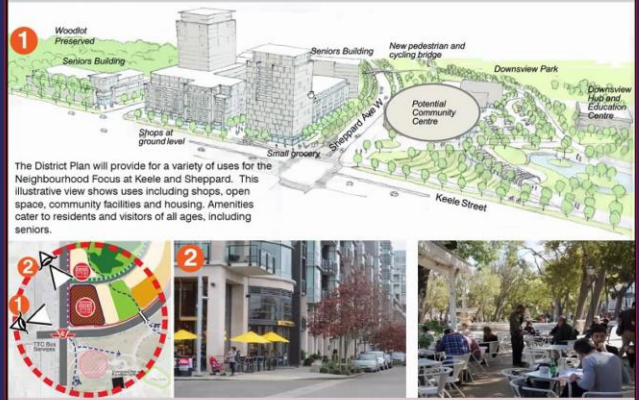 1
Woodlot
Preserved
Seniors Building
Seniors Building
New pedestrian and
cycling bridge
Downsview Park
Downsview
Hub and
Education
Centre
Potential
Community
Centre
Sheppard Ave W.
Shops at
ground level
Small grocery
Keele Street
The District Plan will provide for a variety of uses for the
Neighbourhood Focus at Keele and Sheppard. This
illustrative view shows uses including shops, open
space, community facilities and housing. Amenities
cater to residents and visitors of all ages, including
seniors.
2
1
TTC Bus
Services
2